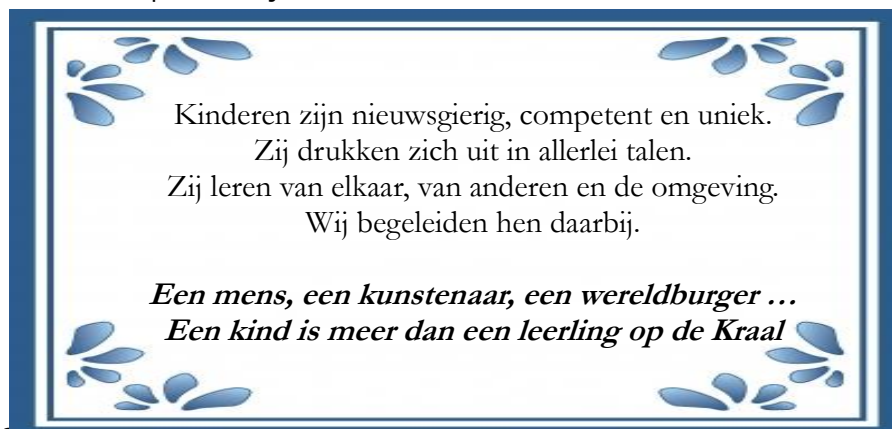 Kinderen zijn nieuwsgierig, competent en uniek.
Zij drukken zich uit in allerlei talen.
Zij leren van elkaar, van anderen en de omgeving.
Wij begeleiden hen daarbij.
Een mens, een kunstenaar, een wereldburger …
Een kind is meer dan een leerling op de Kraal